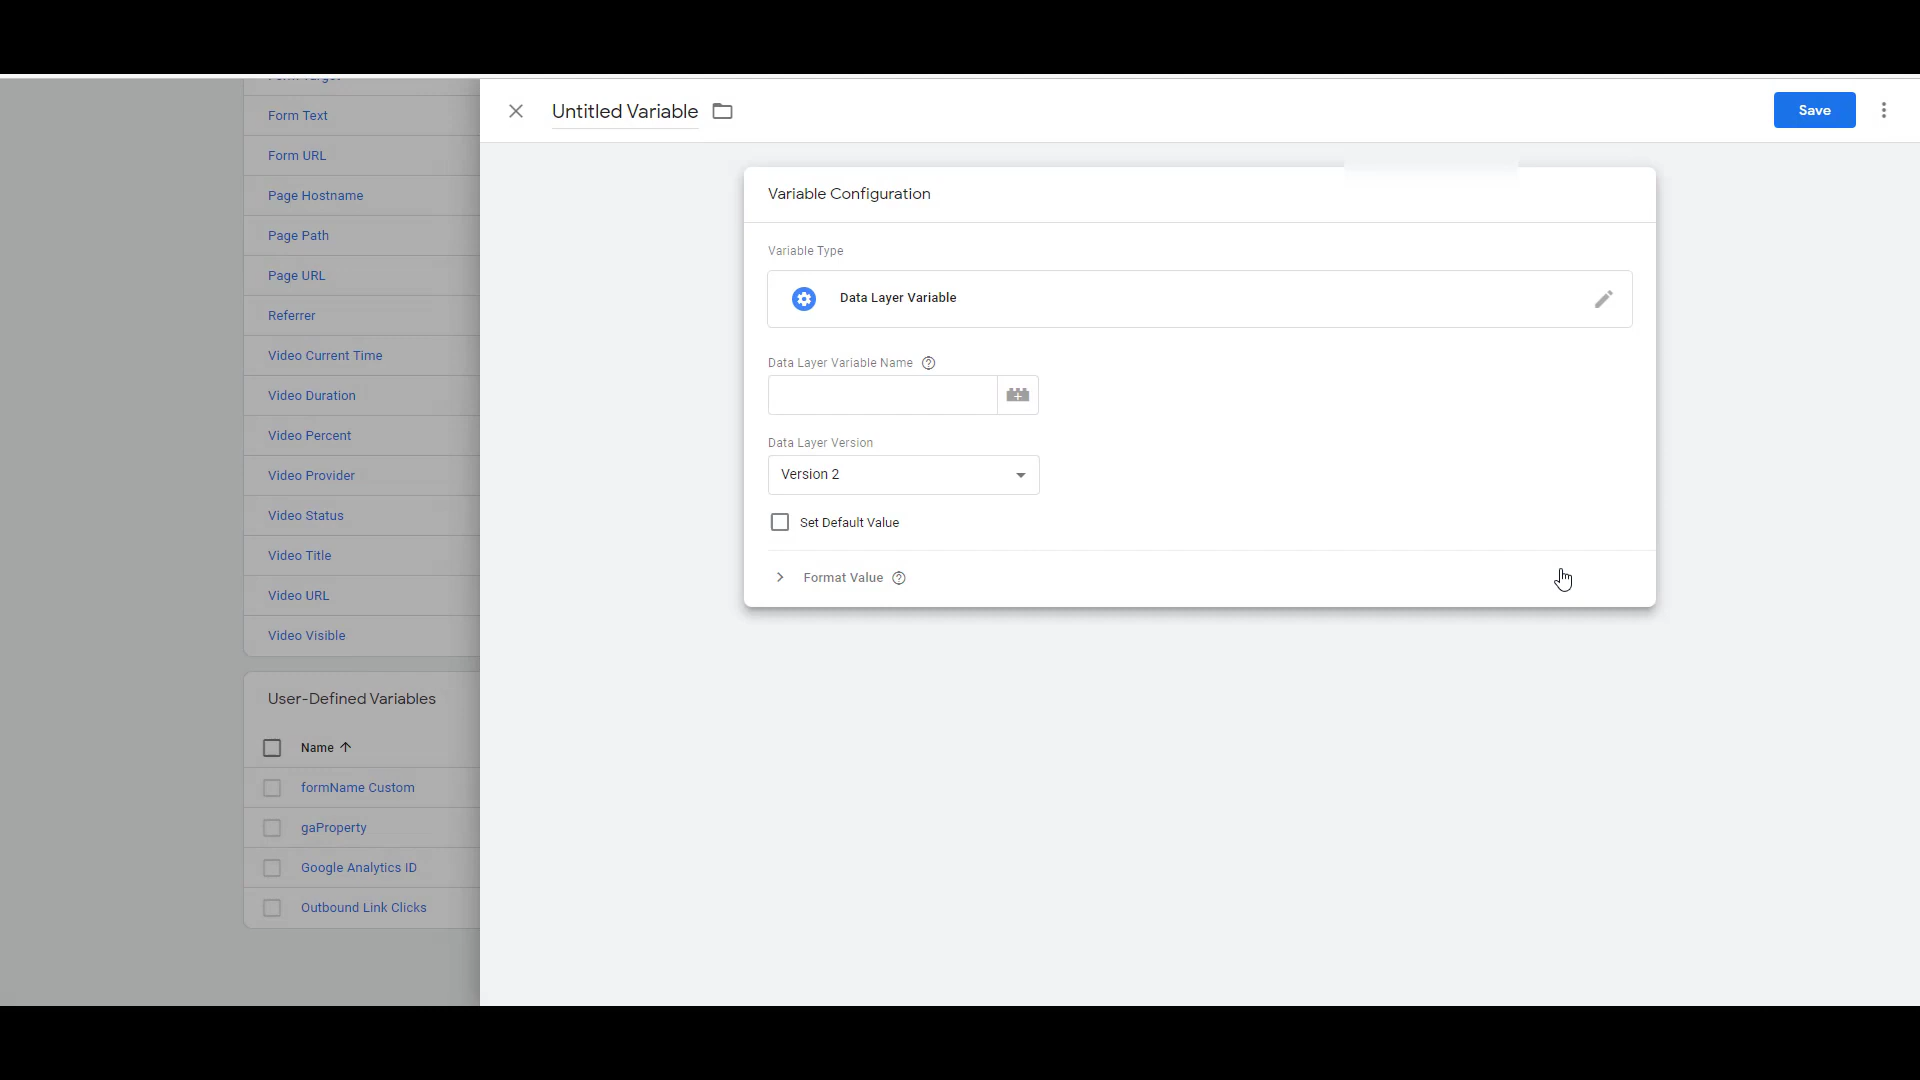 Form Text
Form URL
Page Hostname
Page Path
Page URL
Referrer
Video Current Time
Video Duration
Video Percent
Video Provider
Video Status
Video Title
Video URL
Video Visible
User-Defined Variables
Name
formName Custom
gaProperty
Google Analytics ID
Outbound Link Clicks
Untitled Variable
Save
Variable Configuration
Variable Type
Data Layer Variable
Data Layer Variable Name
Data Layer Version
Version 2
Set Default Value
Format Value